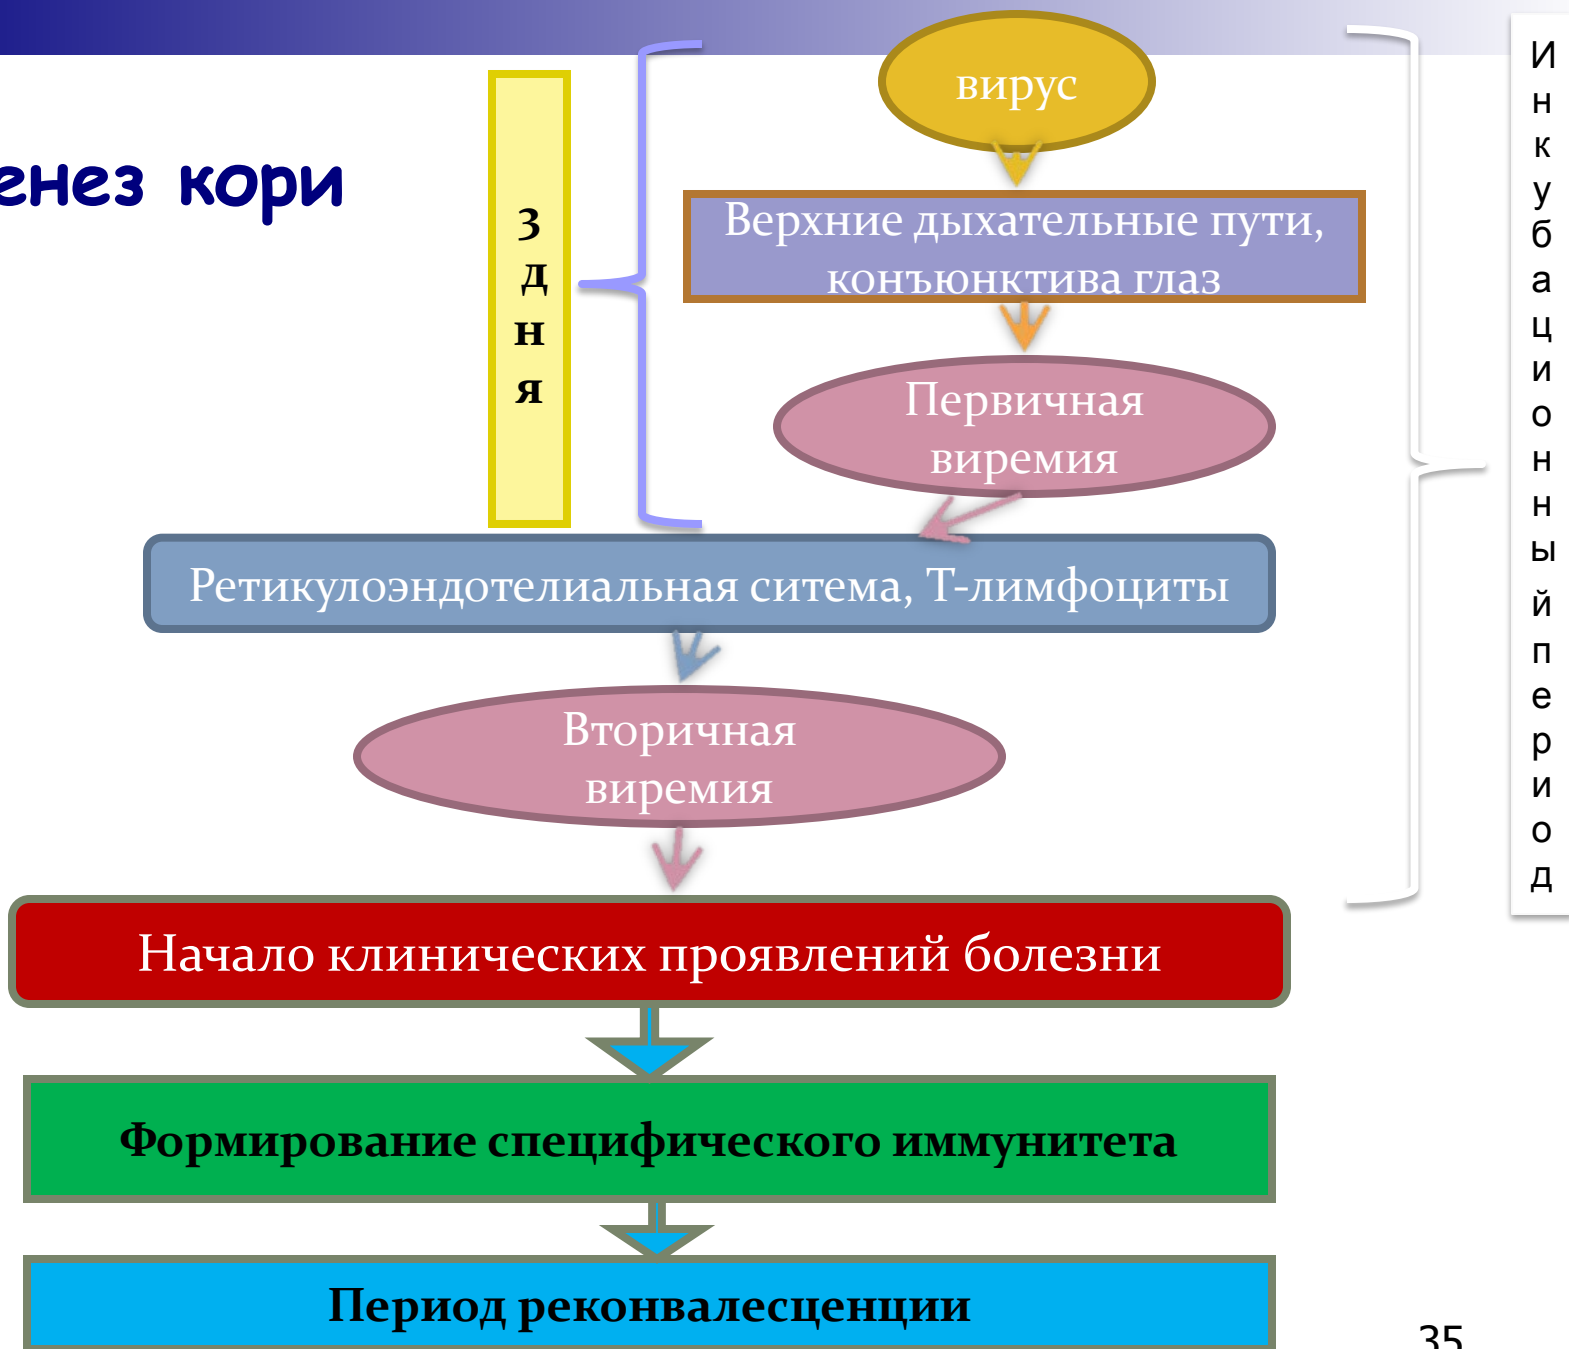 енез кори
3
д
н
я
вирус
Верхние дыхательные пути,
конъюнктива глаз
Первичная
виремия
Ретикулоэндотелиальная ситема, Т-лимфоциты
Вторичная
виремия
Начало клинических проявлений болезни
Формирование специфического иммунитета
Период реконвалесценции
И
н
к
у
б
а
ц
и
о
н
н
ы
й
п
е
р
и
о
д
35